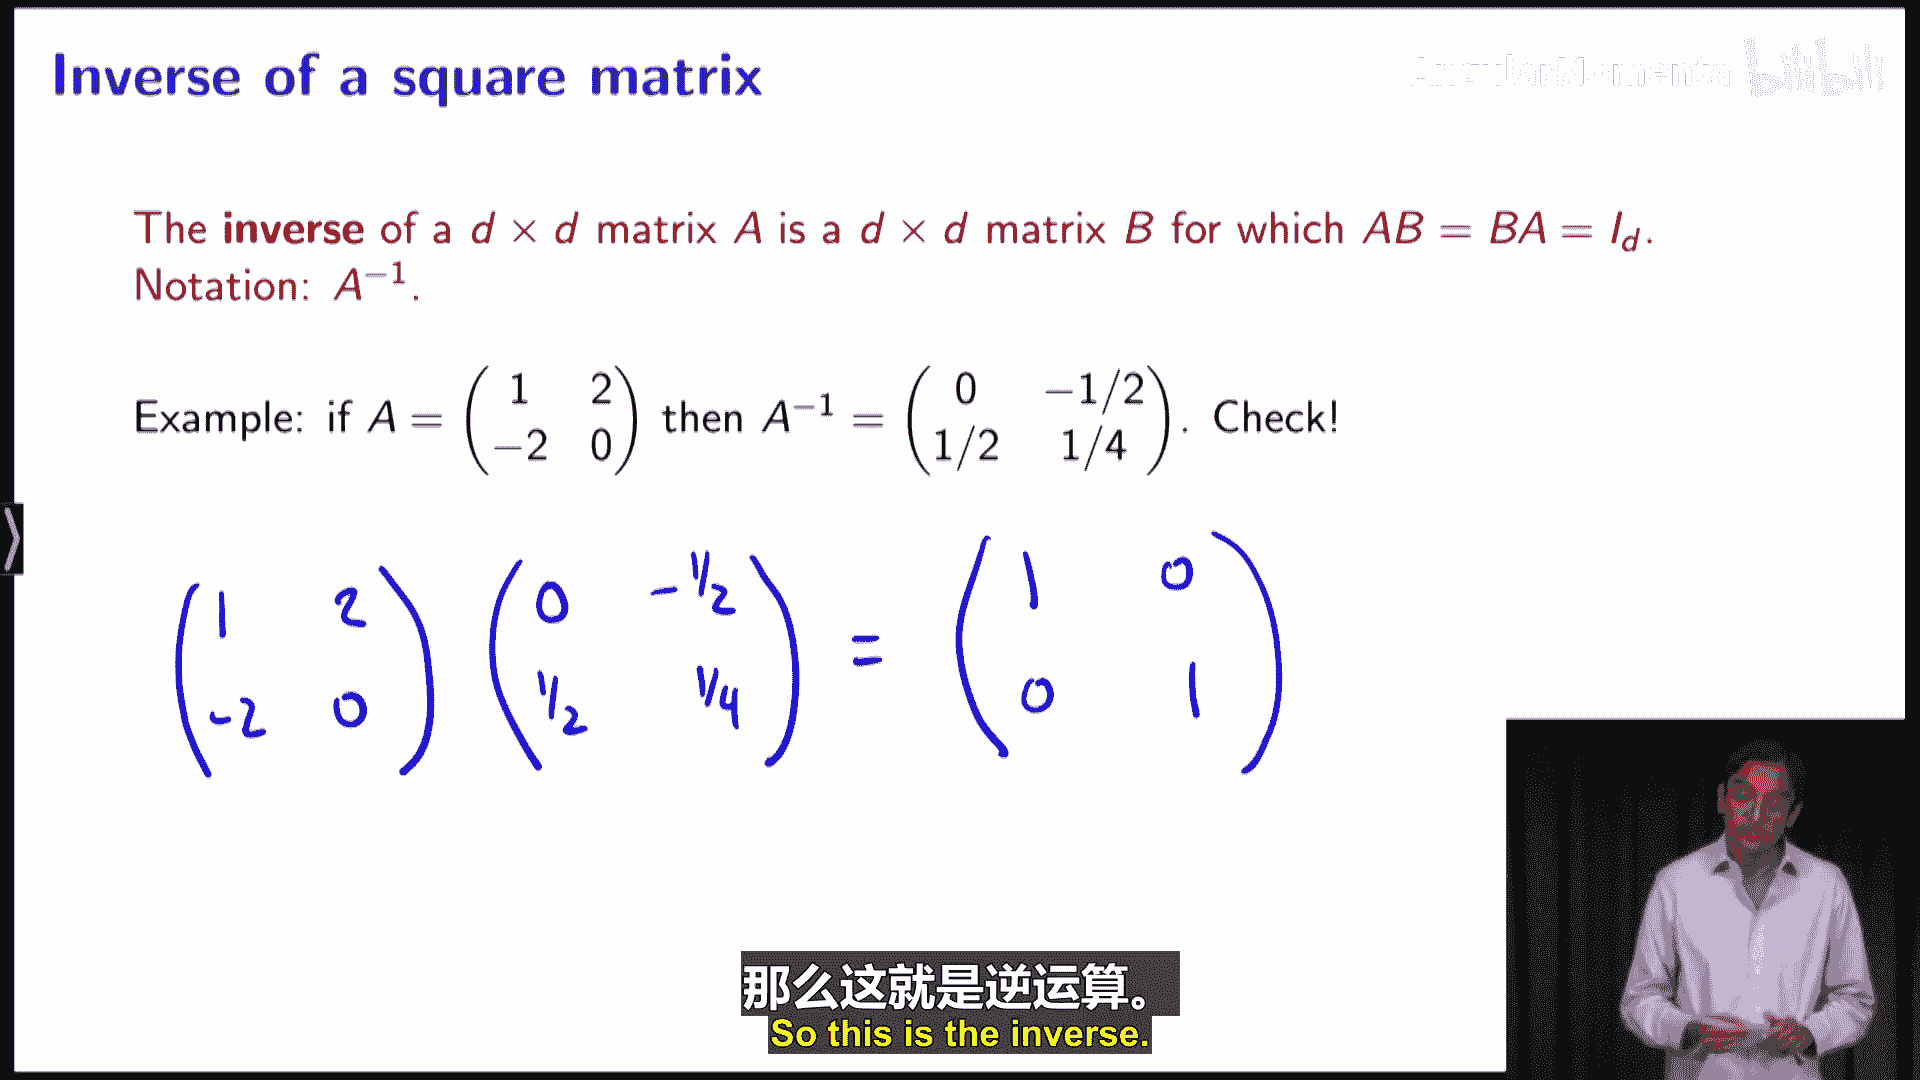 Inverse of a square matrix
bilibili
The inverse of a d × d matrix A is a d × d matrix B for which AB = BA = I_d.
Notation: A⁻¹.
Example: if A = (1 2; −2 0) then A⁻¹ = (0 −1/2; 1/2 1/4). Check!
(1 2; -2 0) (0 -1/2; 1/2 1/4) = (1 0; 0 1)
那么这就是逆运算。
So this is the inverse.